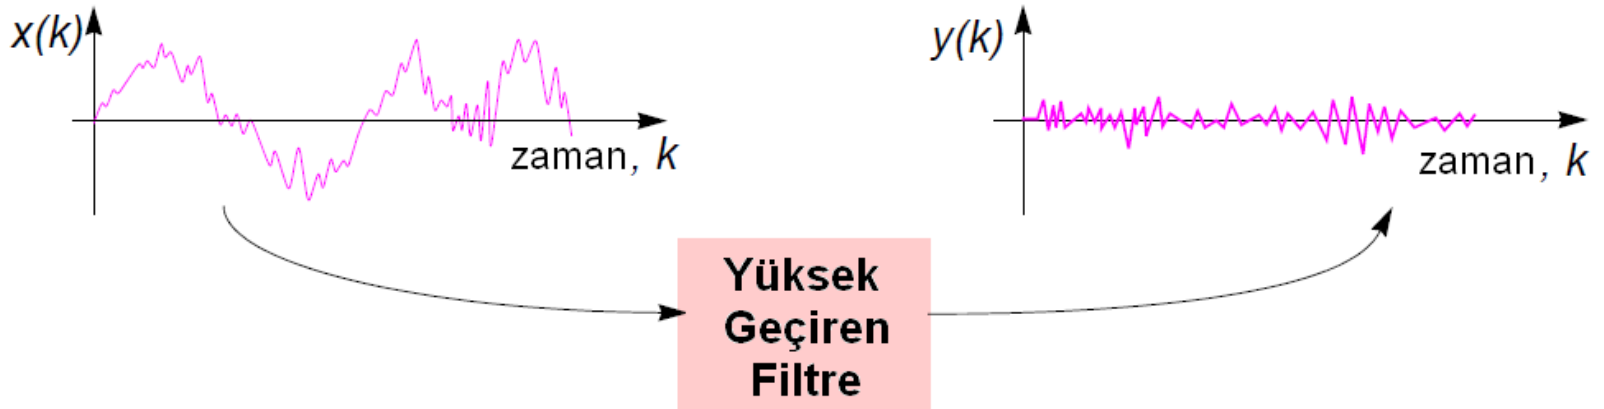 x(k)
zaman, k
y(k)
zaman, k
Yüksek
Geçiren
Filtre